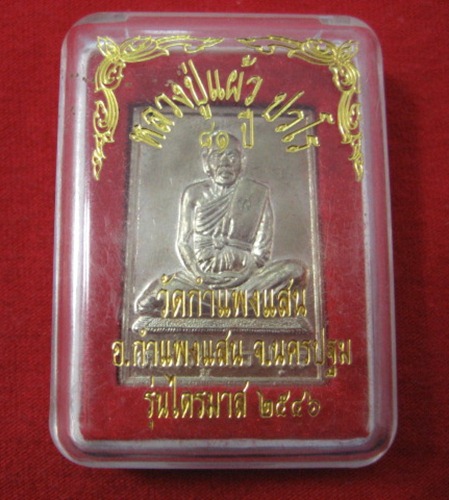 หลวงปู่แผ้ว ปวโร
๘๑ ปี
วัดกำแพงแสน
อ.กำแพงแสน จ.นครปฐม
รุ่นไตรมาส ๒๕๔๖